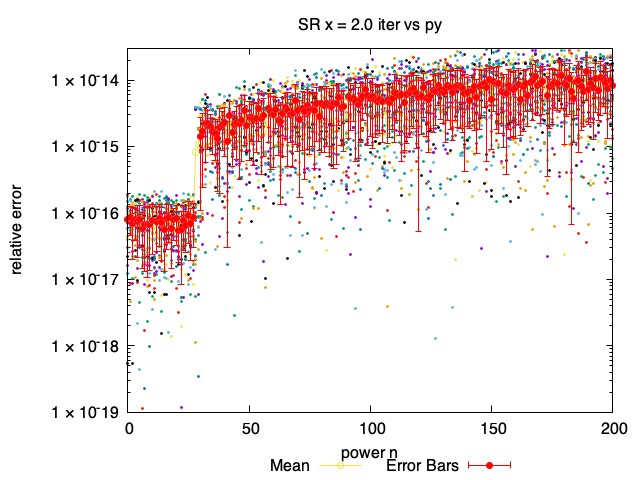 SR x = 2.0 iter vs py
1 × 10-14
1 × 10-15
1 × 10-16
1 × 10-17
1 × 10-18
1 × 10-19
relative error
0 50 100 150 200
power n
Mean Error Bars